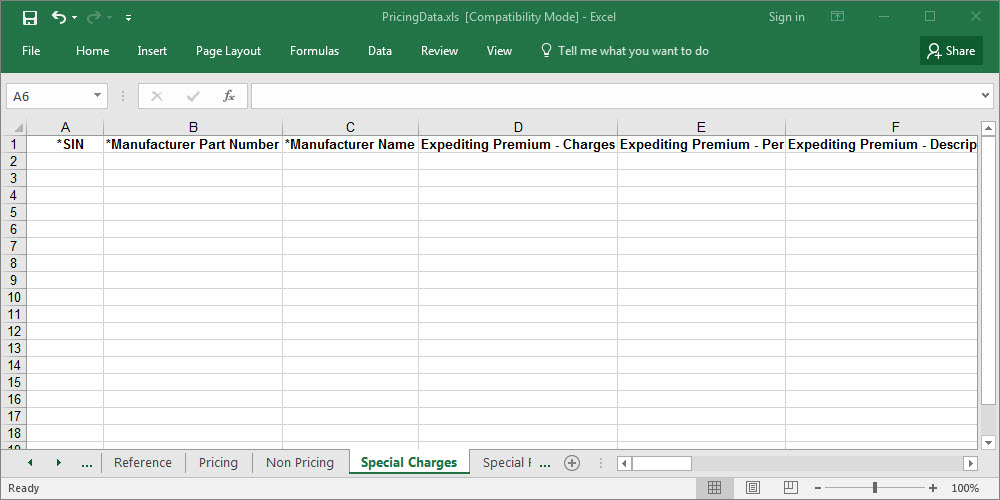 PricingData.xls [Compatibility Mode] - Excel Sign in
File Home Insert Page Layout Formulas Data Review View Tell me what you want to do Share
A6 fx
A B C D E F
1 *SIN *Manufacturer Part Number *Manufacturer Name Expediting Premium - Charges Expediting Premium - Per Expediting Premium - Descrip
2
3
4
5
6
7
8
9
10
11
12
13
14
15
16
17
18
19
... Reference Pricing Non Pricing Special Charges Special F ...
Ready 100%